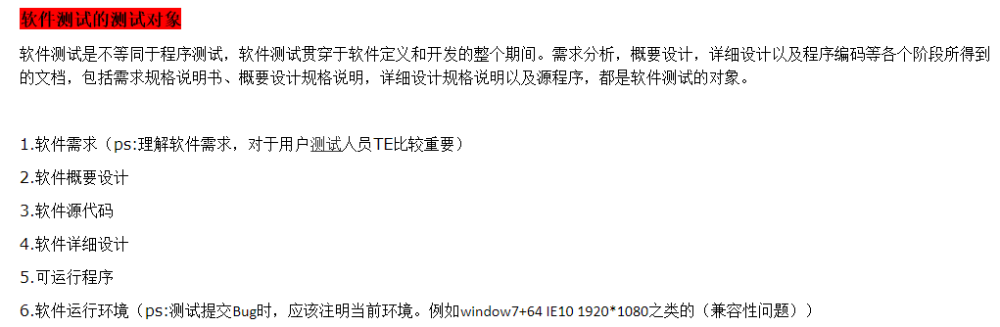 软件测试的测试对象
软件测试是不等同于程序测试，软件测试贯穿于软件定义和开发的整个期间。需求分析，概要设计，详细设计以及程序编码等各个阶段所得到
的文档，包括需求规格说明书、概要设计规格说明，详细设计规格说明以及源程序，都是软件测试的对象。
1.软件需求（ps:理解软件需求，对于用户测试人员TE比较重要）
2.软件概要设计
3.软件源代码
4.软件详细设计
5.可运行程序
6.软件运行环境（ps:测试提交Bug时，应该注明当前环境。例如window7+64 IE10 1920*1080之类的（兼容性问题））